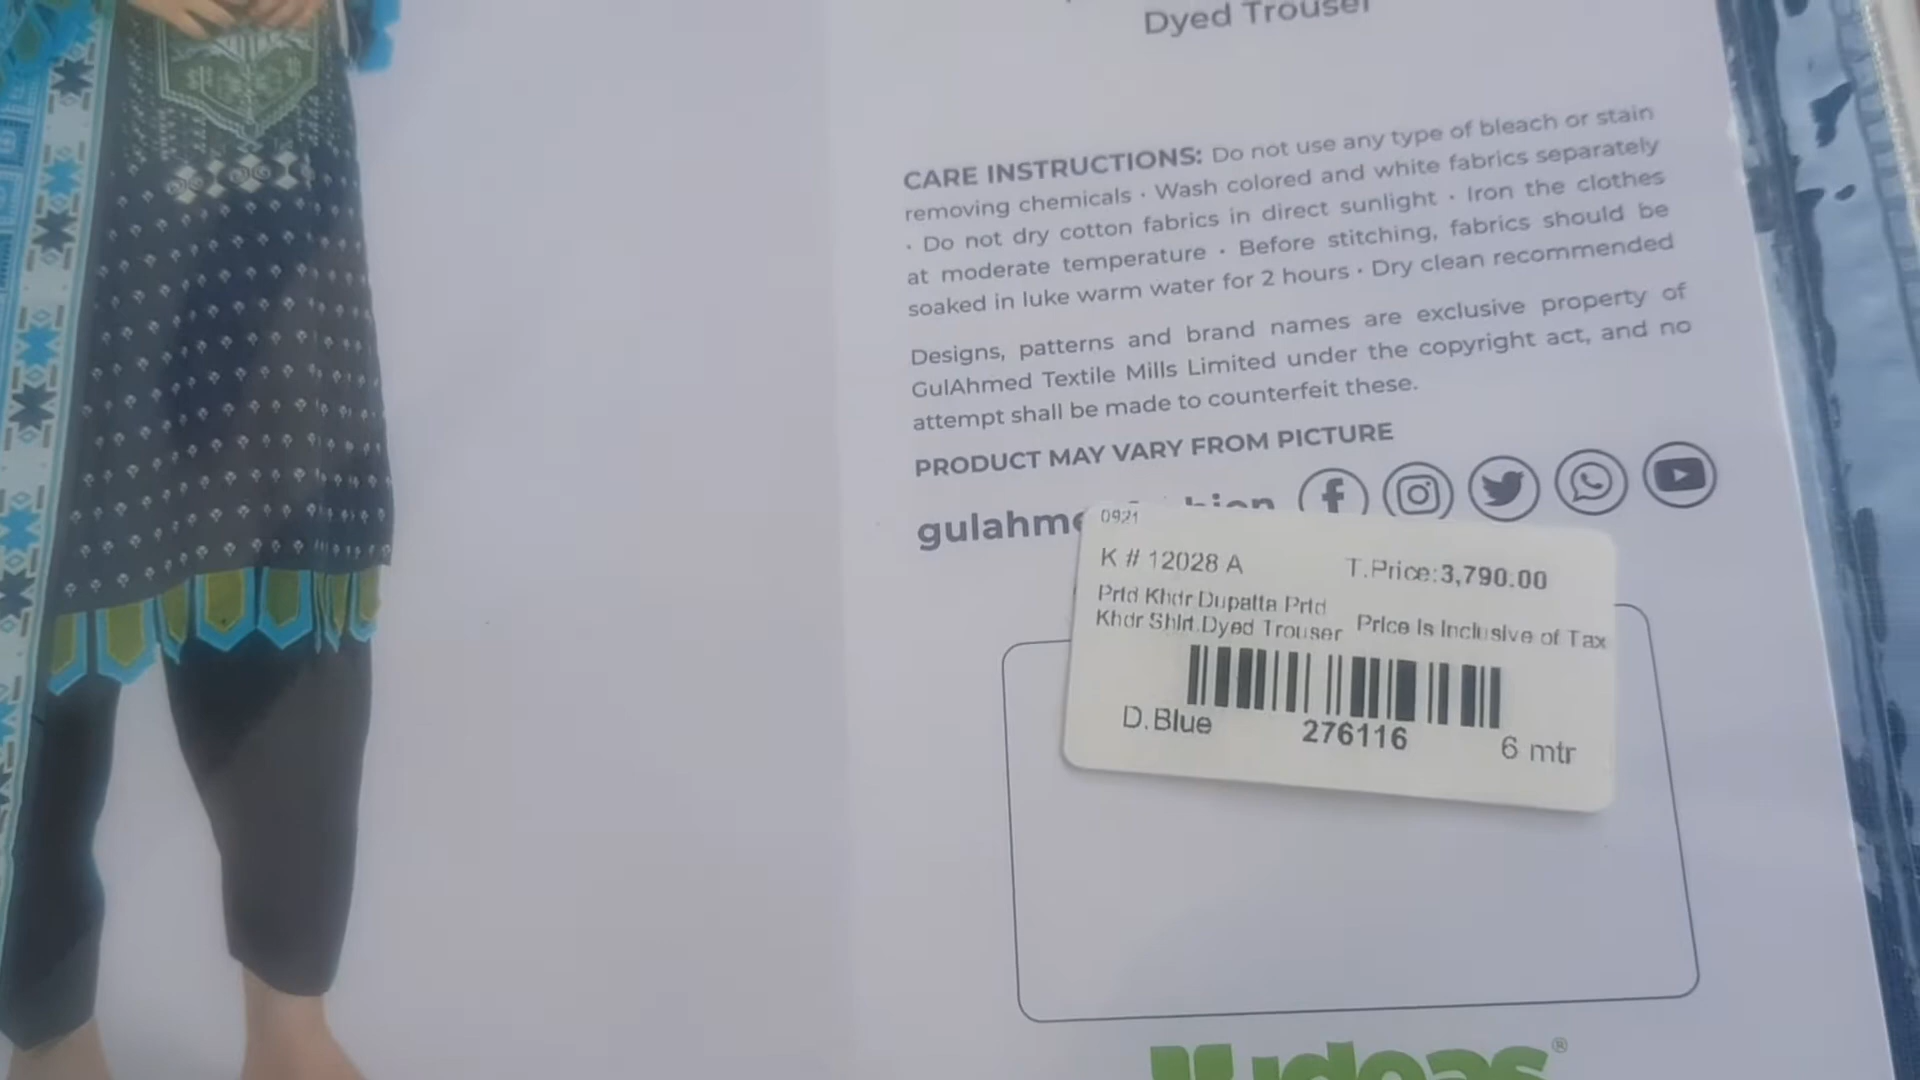 Dyed Trouser
CARE INSTRUCTIONS: Do not use any type of bleach or stain
removing chemicals · Wash colored and white fabrics separately
· Do not dry cotton fabrics in direct sunlight · Iron the clothes
at moderate temperature · Before stitching, fabrics should be
soaked in luke warm water for 2 hours · Dry clean recommended
Designs, patterns and brand names are exclusive property of
GulAhmed Textile Mills Limited under the copyright act, and no
attempt shall be made to counterfeit these.
PRODUCT MAY VARY FROM PICTURE
gulahme
0921
K # 12028 A T.Price:3,790.00
Prtd Khdr Dupatta Prtd
Khdr Shirt.Dyed Trouser Price is Inclusive of Tax
D.Blue 276116 6 mtr
®